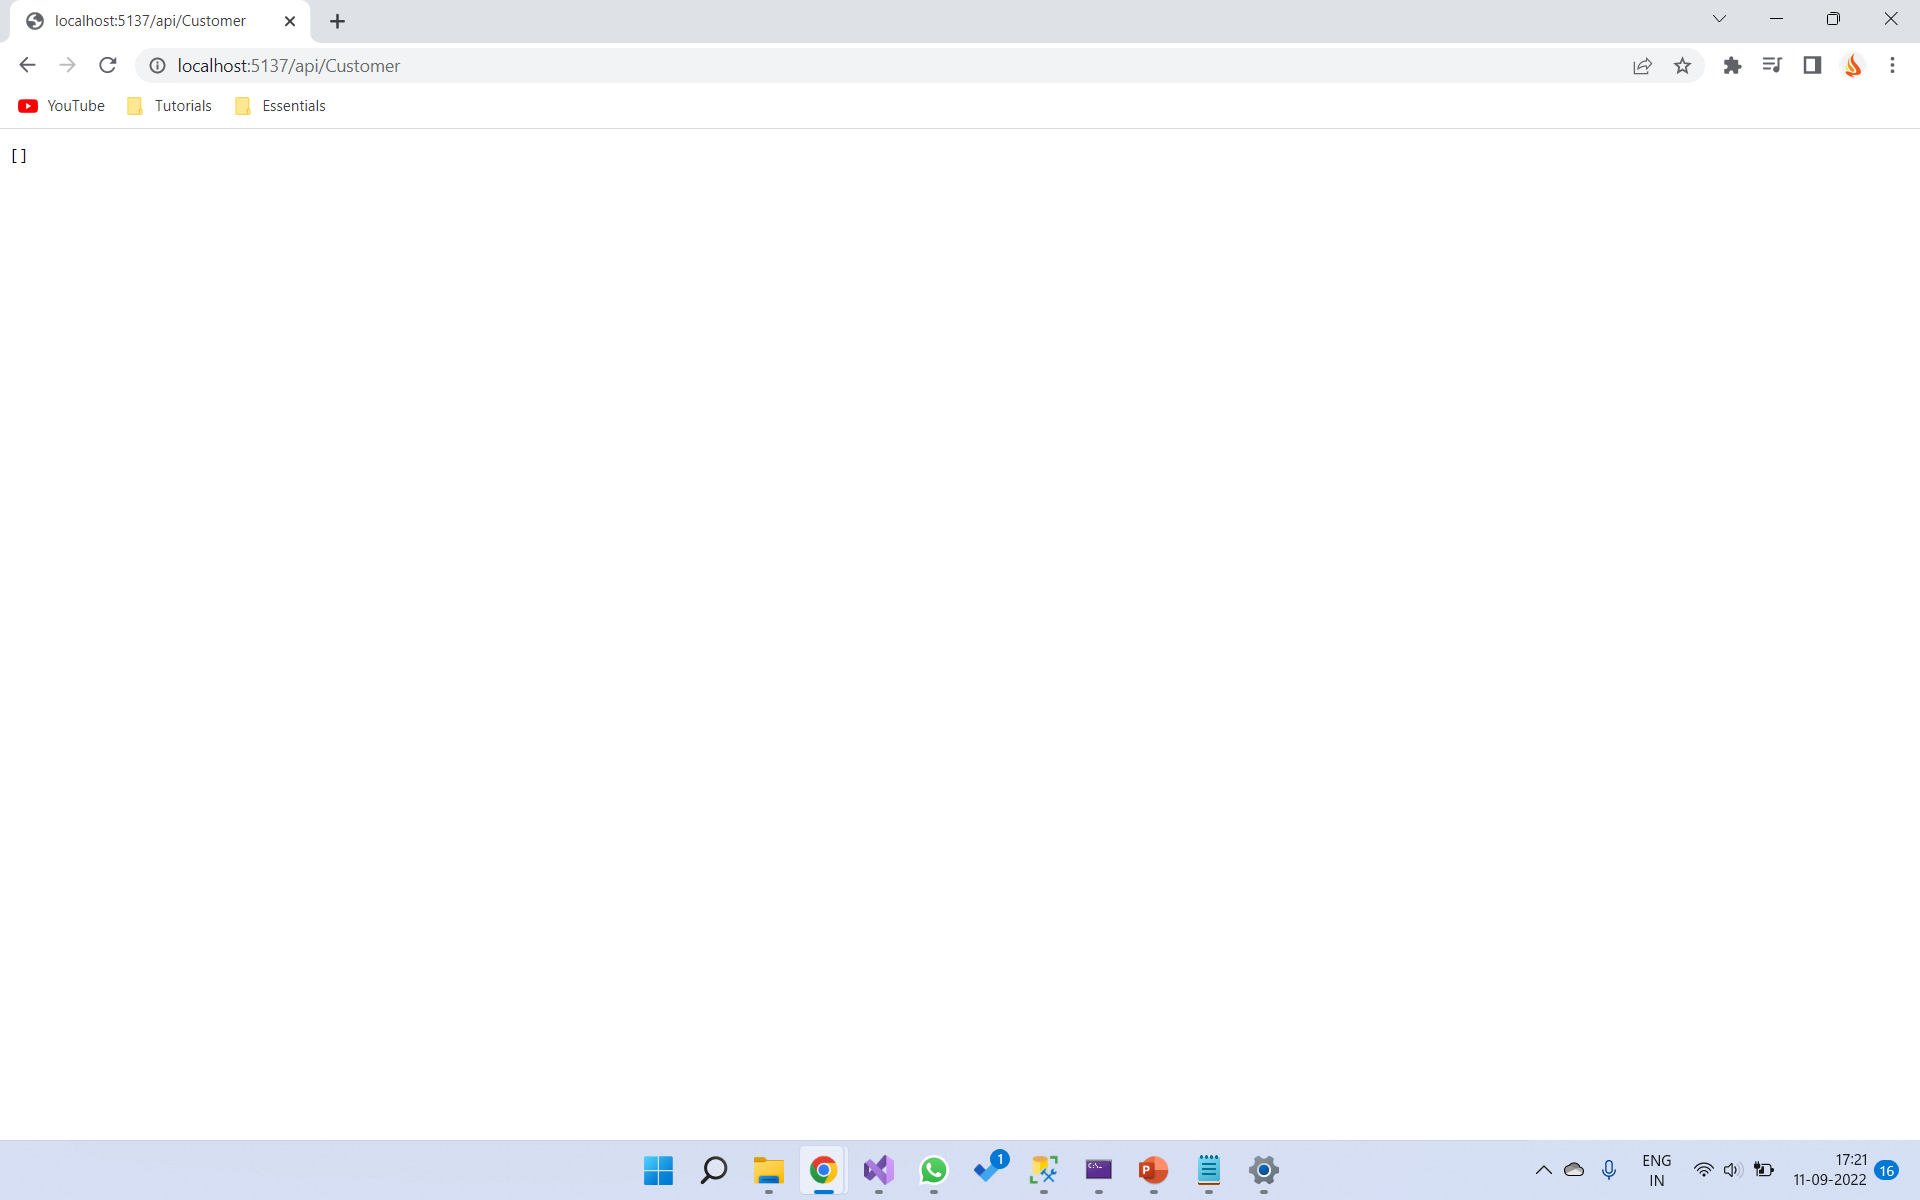 localhost:5137/api/Customer
localhost:5137/api/Customer
YouTube Tutorials Essentials
[]
1
C:\_
P
ENG
IN
17:21
11-09-2022
16